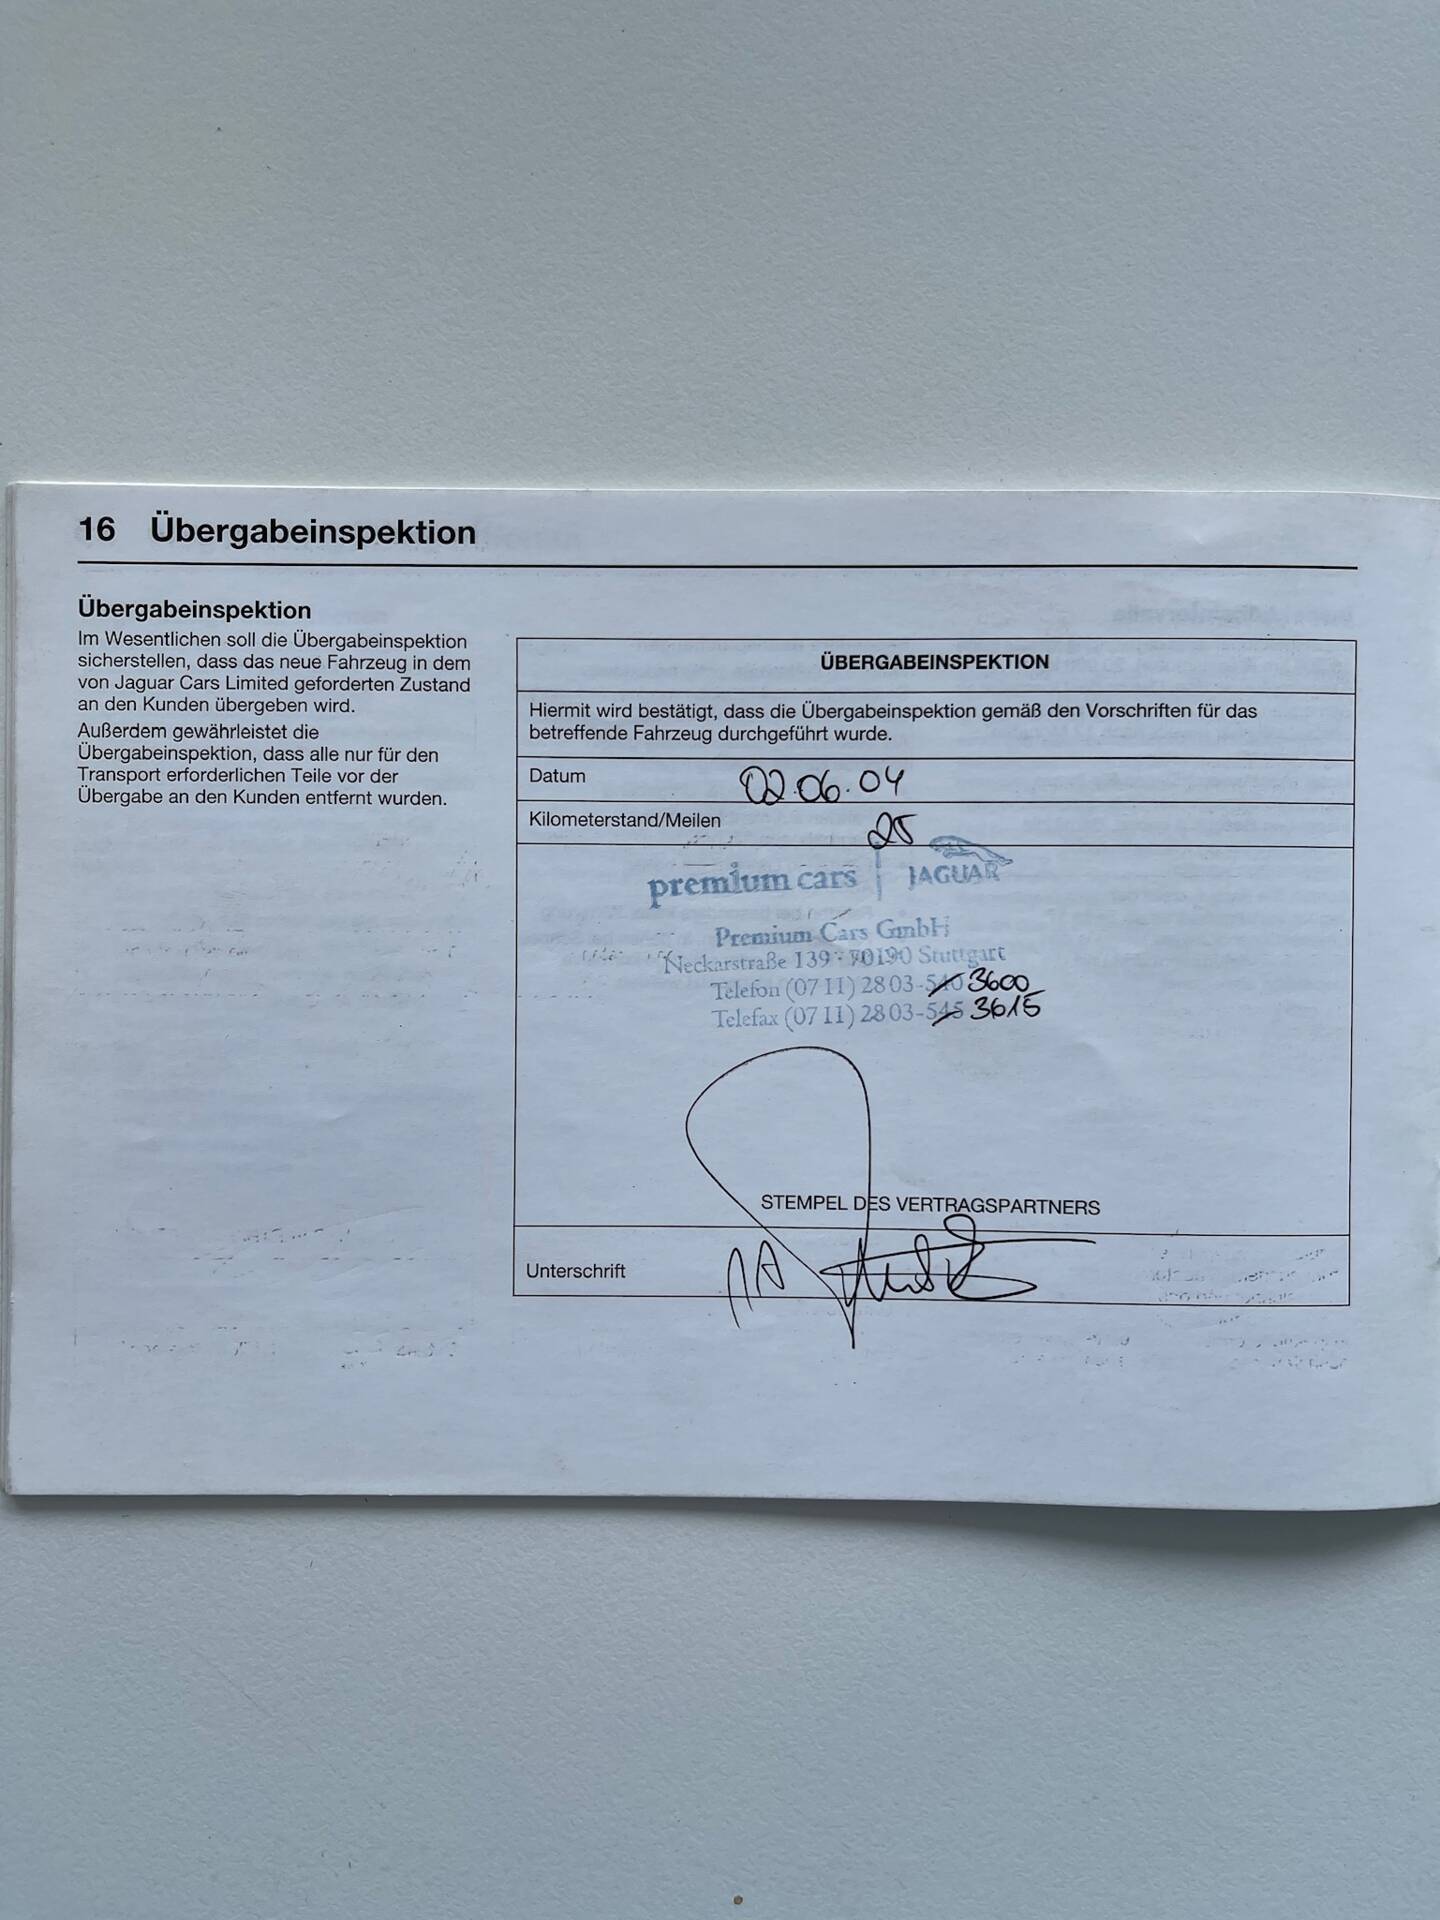 16 Übergabeinspektion
Übergabeinspektion
Im Wesentlichen soll die Übergabeinspektion
sicherstellen, dass das neue Fahrzeug in dem
von Jaguar Cars Limited geforderten Zustand
an den Kunden übergeben wird.
Außerdem gewährleistet die
Übergabeinspektion, dass alle nur für den
Transport erforderlichen Teile vor der
Übergabe an den Kunden entfernt wurden.
ÜBERGABEINSPEKTION
Hiermit wird bestätigt, dass die Übergabeinspektion gemäß den Vorschriften für das
betreffende Fahrzeug durchgeführt wurde.
Datum 02.06.04
Kilometerstand/Meilen 25
premium cars JAGUAR
Premium Cars GmbH
Neckarstraße 139 · 70190 Stuttgart
Telefon (07 11) 28 03-540 3600
Telefax (07 11) 28 03-545 3615
STEMPEL DES VERTRAGSPARTNERS
Unterschrift